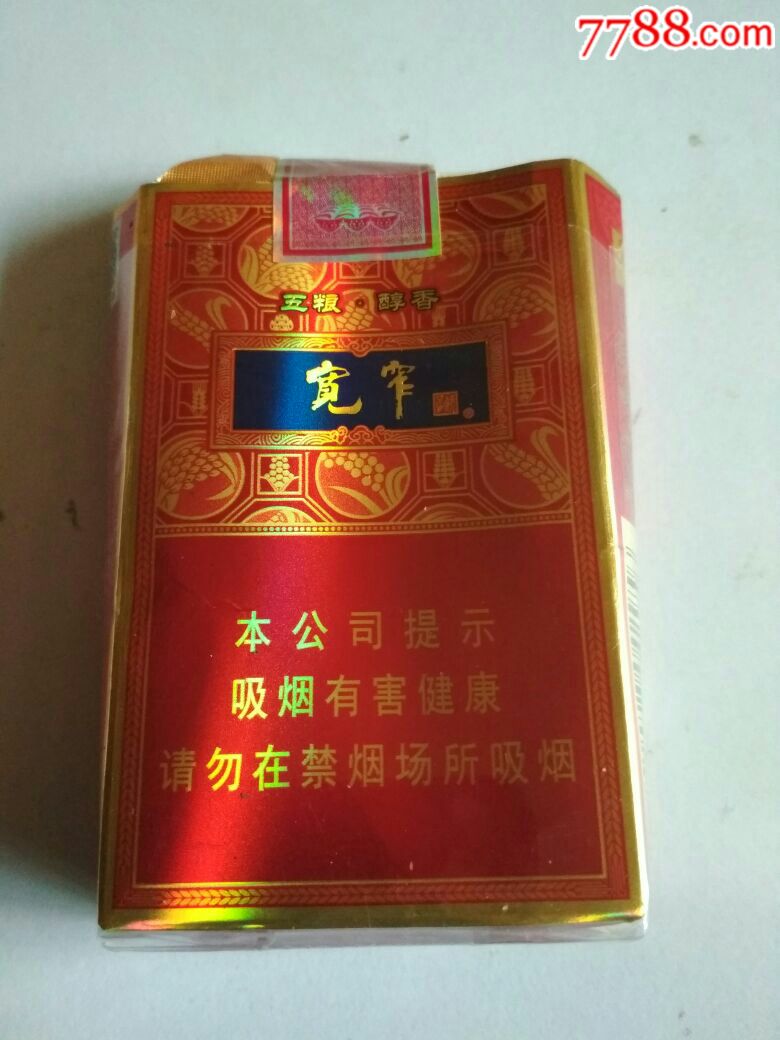 7788.com
五粮·醇香
宽窄
本公司提示
吸烟有害健康
请勿在禁烟场所吸烟